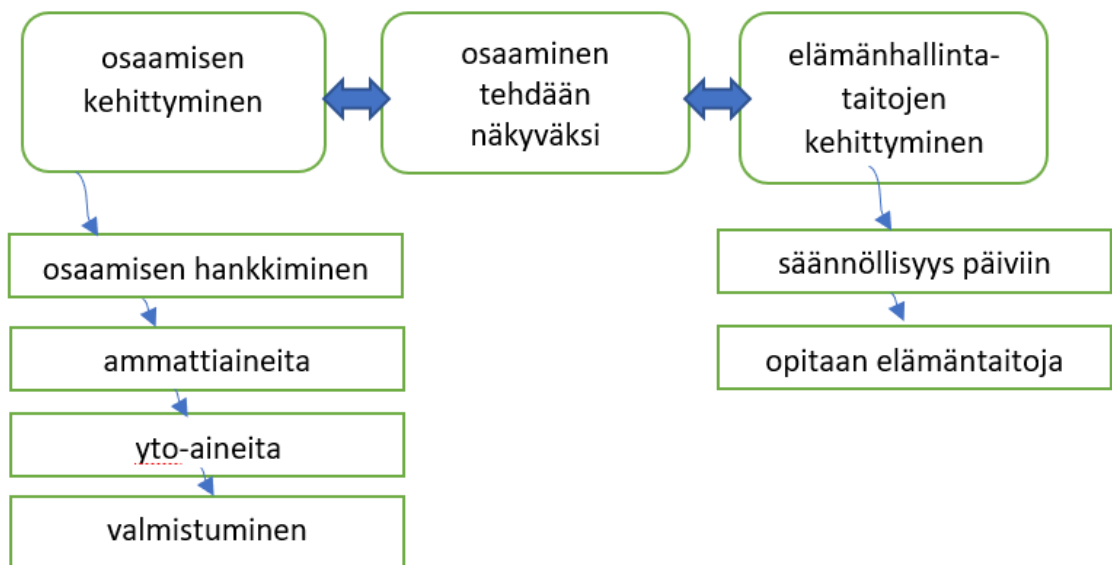 osaamisen
kehittyminen
osaaminen
tehdään
näkyväksi
elämänhallinta-
taitojen
kehittyminen
osaamisen hankkiminen
ammattiaineita
yto-aineita
valmistuminen
säännöllisyys päiviin
opitaan elämäntaitoja